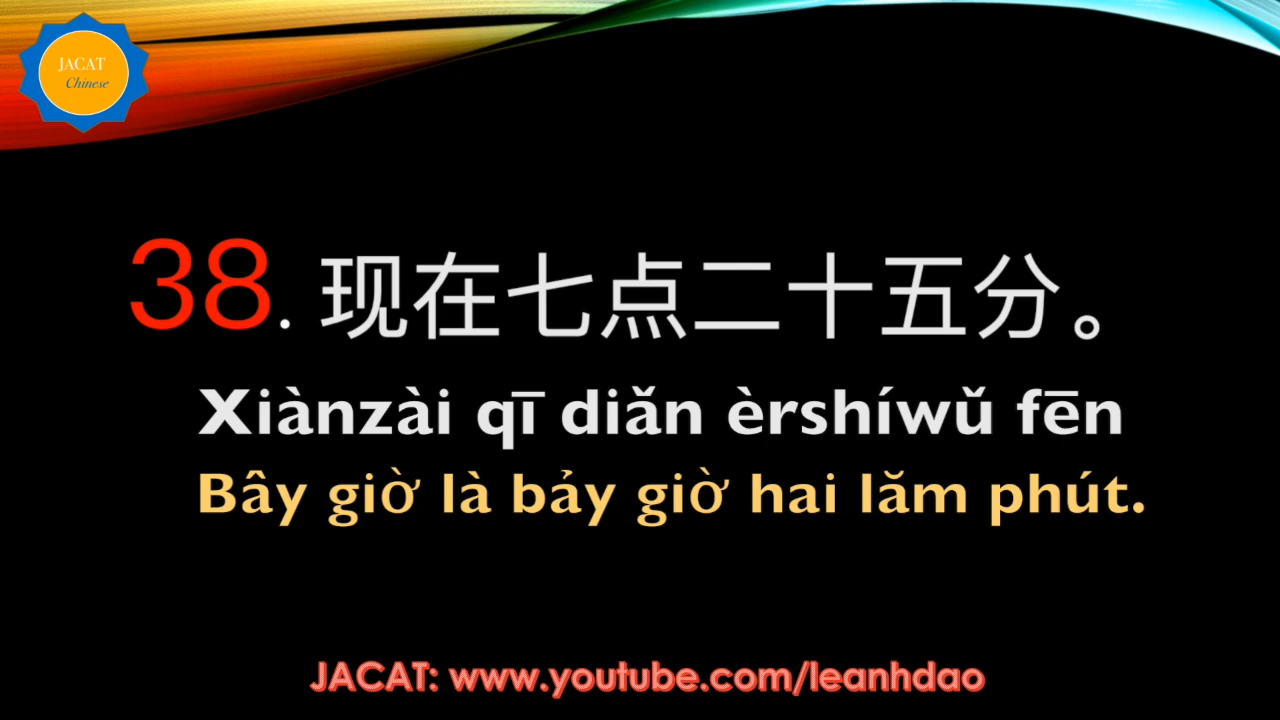 JACAT
Chinese
38. 现在七点二十五分。
Xiànzài qī diǎn èrshíwǔ fēn
Bây giờ là bảy giờ hai lăm phút.
JACAT: www.youtube.com/leanhdao